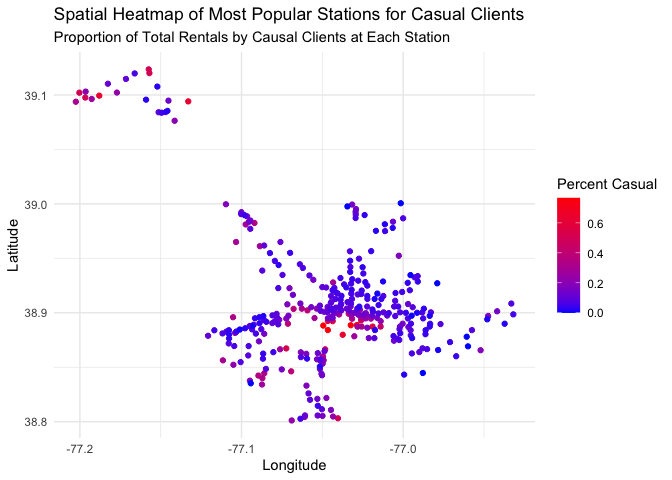 Spatial Heatmap of Most Popular Stations for Casual Clients
Proportion of Total Rentals by Causal Clients at Each Station
39.1
39.0
38.9
38.8
Latitude
-77.2
-77.1
-77.0
Longitude
Percent Casual
0.6
0.4
0.2
0.0